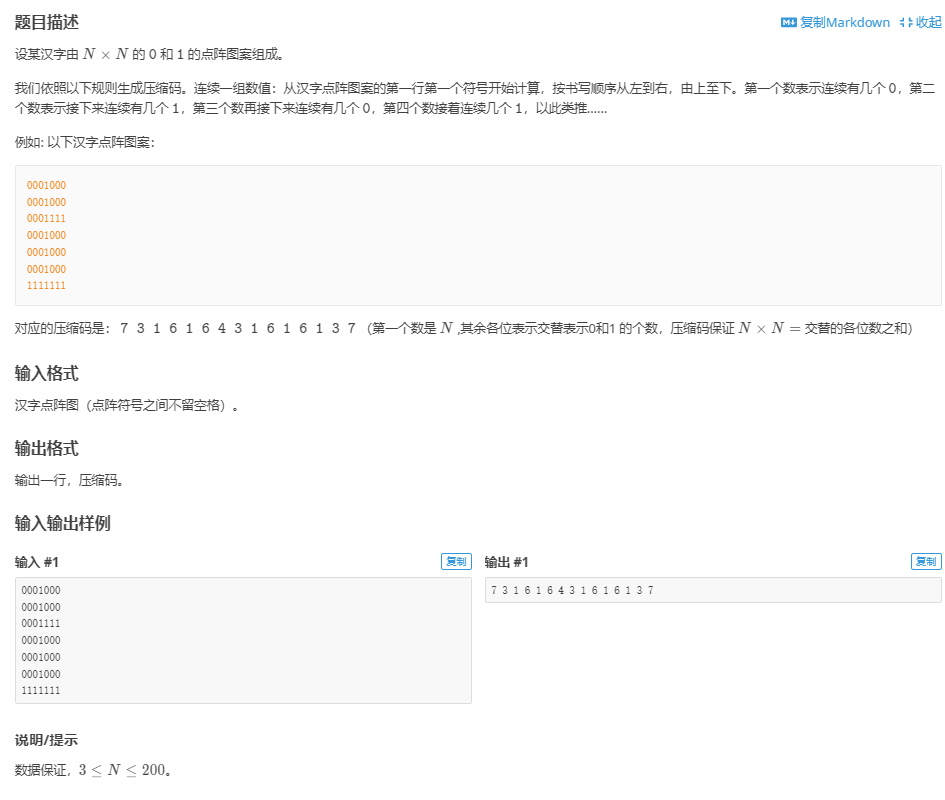 题目描述
复制Markdown 收起
设某汉字由 N × N 的 0 和 1 的点阵图案组成。
我们依照以下规则生成压缩码。连续一组数值：从汉字点阵图案的第一行第一个符号开始计算，按书写顺序从左到右，由上至下。第一个数表示连续有几个 0，第二
个数表示接下来连续有几个 1，第三个数再接下来连续有几个 0，第四个数接着连续几个 1，以此类推……
例如: 以下汉字点阵图案：
0001000
0001000
0001111
0001000
0001000
0001000
1111111
对应的压缩码是： 7 3 1 6 1 6 4 3 1 6 1 6 1 3 7 （第一个数是 N ,其余各位表示交替表示0和1 的个数，压缩码保证 N × N = 交替的各位数之和）
输入格式
汉字点阵图（点阵符号之间不留空格）。
输出格式
输出一行，压缩码。
输入输出样例
输入 #1
复制
输出 #1
复制
0001000
0001000
0001111
0001000
0001000
0001000
1111111
7 3 1 6 1 6 4 3 1 6 1 6 1 3 7
说明/提示
数据保证，3 ≤ N ≤ 200。